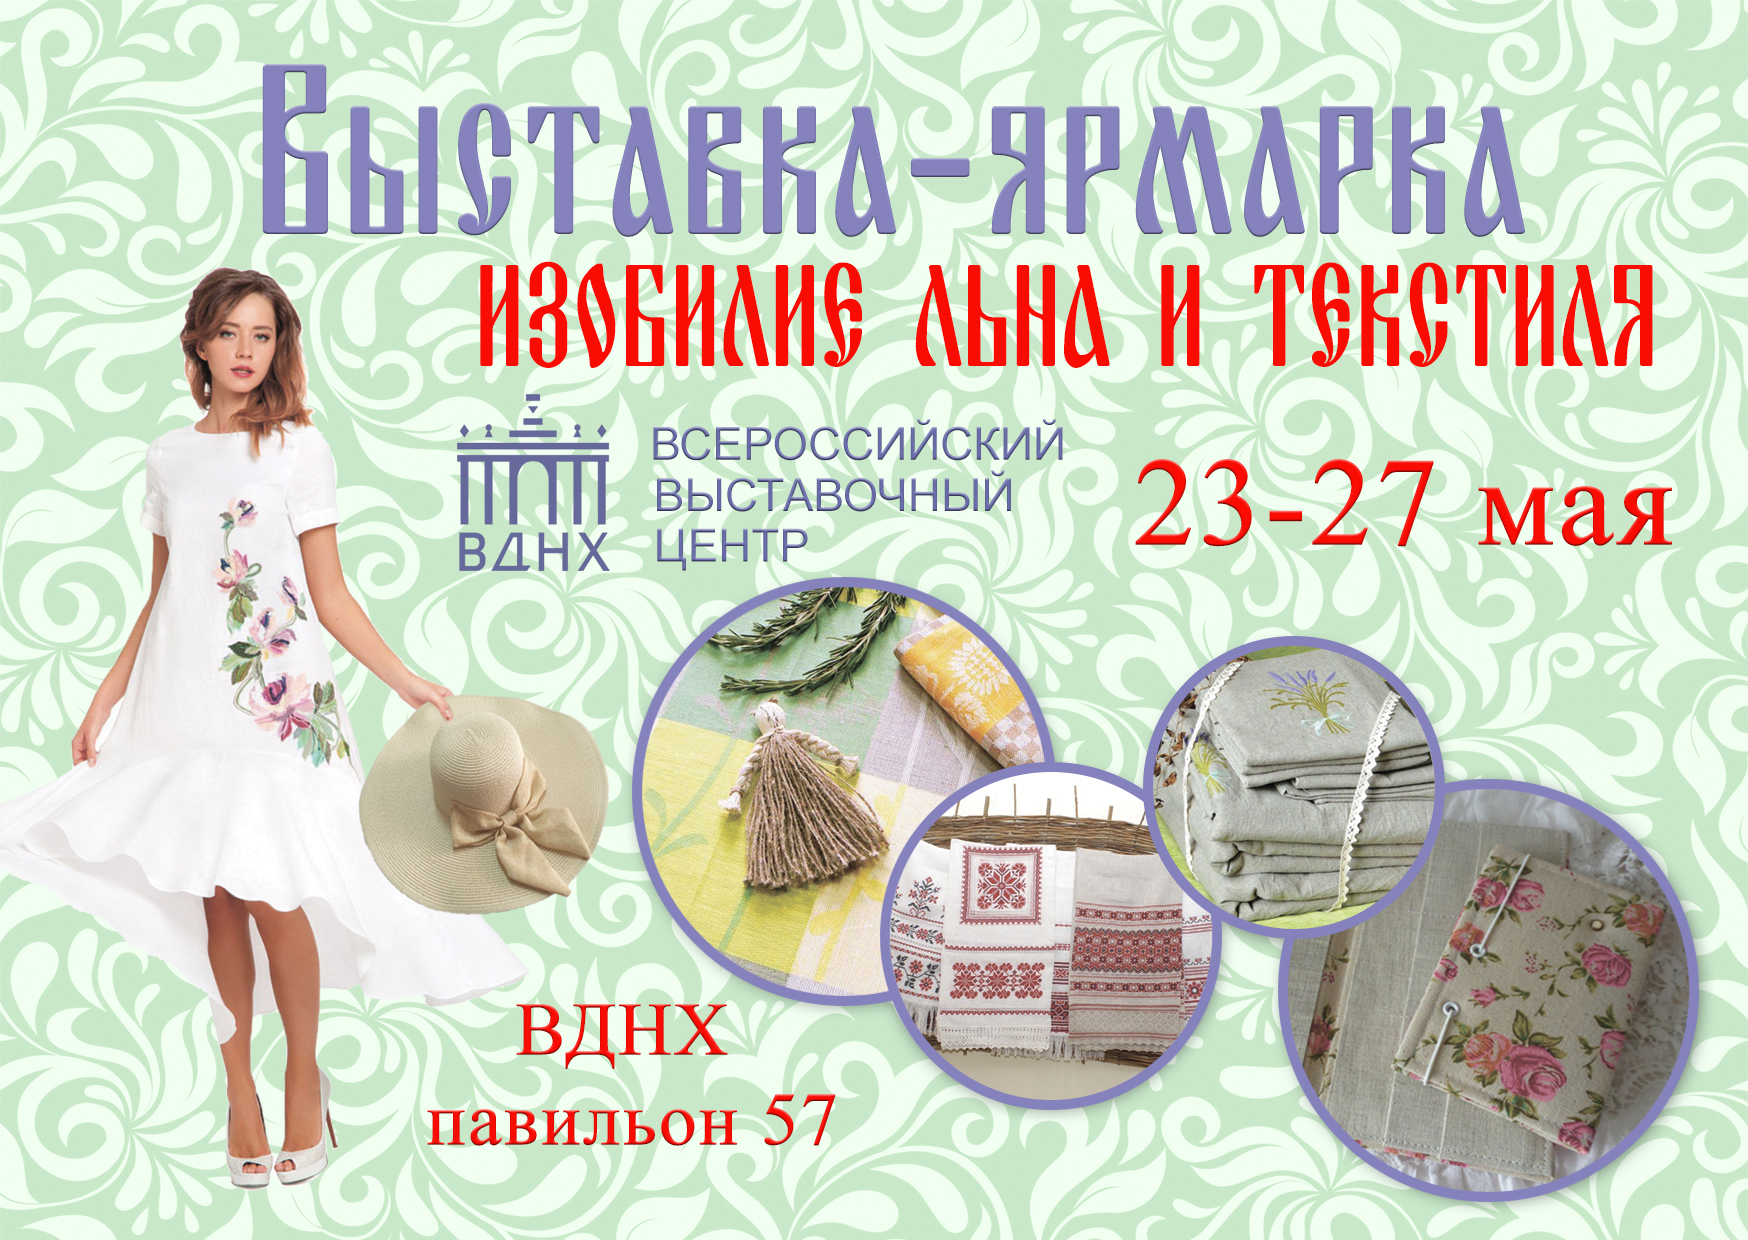 Выставка-ярмарка
изобилие льна и текстиля
ВСЕРОССИЙСКИЙ
ВЫСТАВОЧНЫЙ
ЦЕНТР
ВДНХ
23-27 мая
ВДНХ
павильон 57